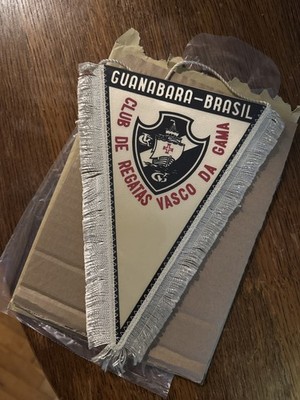 GUANABARA-BRASIL
CLUB DE REGATAS VASCO DA GAMA